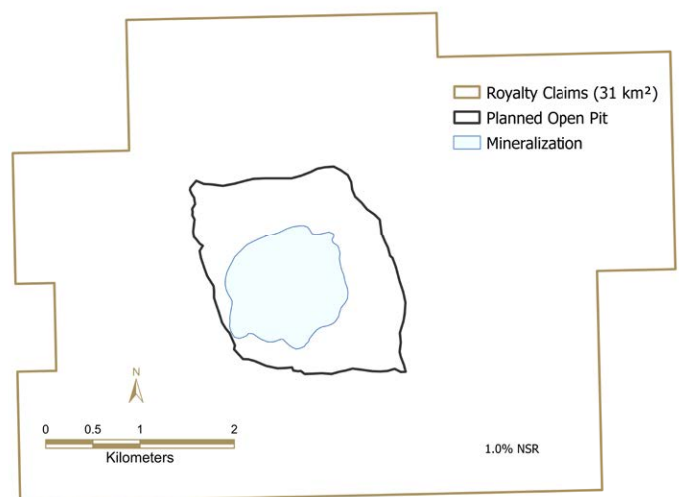 Royalty Claims (31 km²)
Planned Open Pit
Mineralization
N
0 0.5 1 2
Kilometers
1.0% NSR